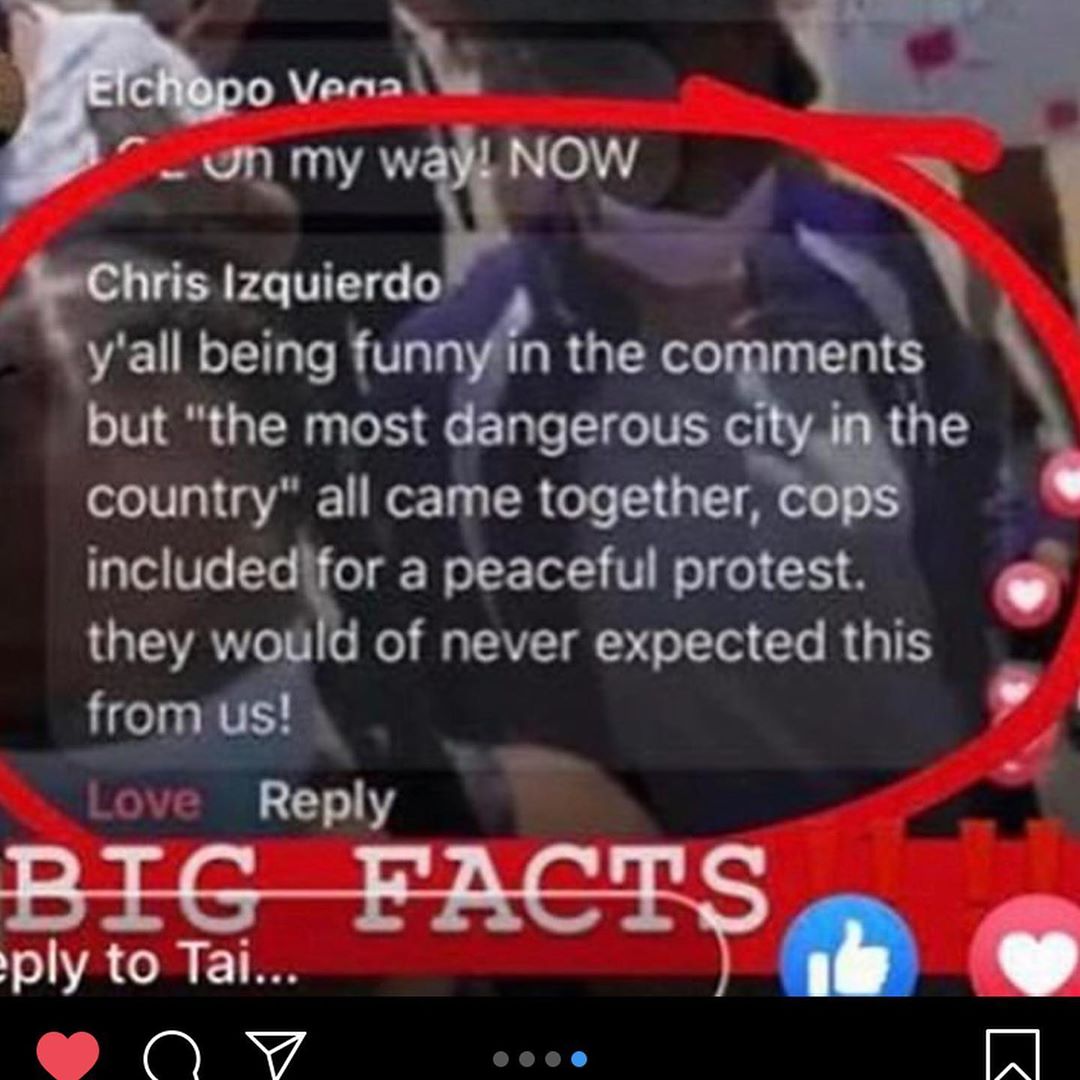 Elchopo Vega
On my way! NOW
Chris Izquierdo
y'all being funny in the comments
but "the most dangerous city in the
country" all came together, cops
included for a peaceful protest.
they would of never expected this
from us!
Love Reply
BIG FACTS
eply to Tai...